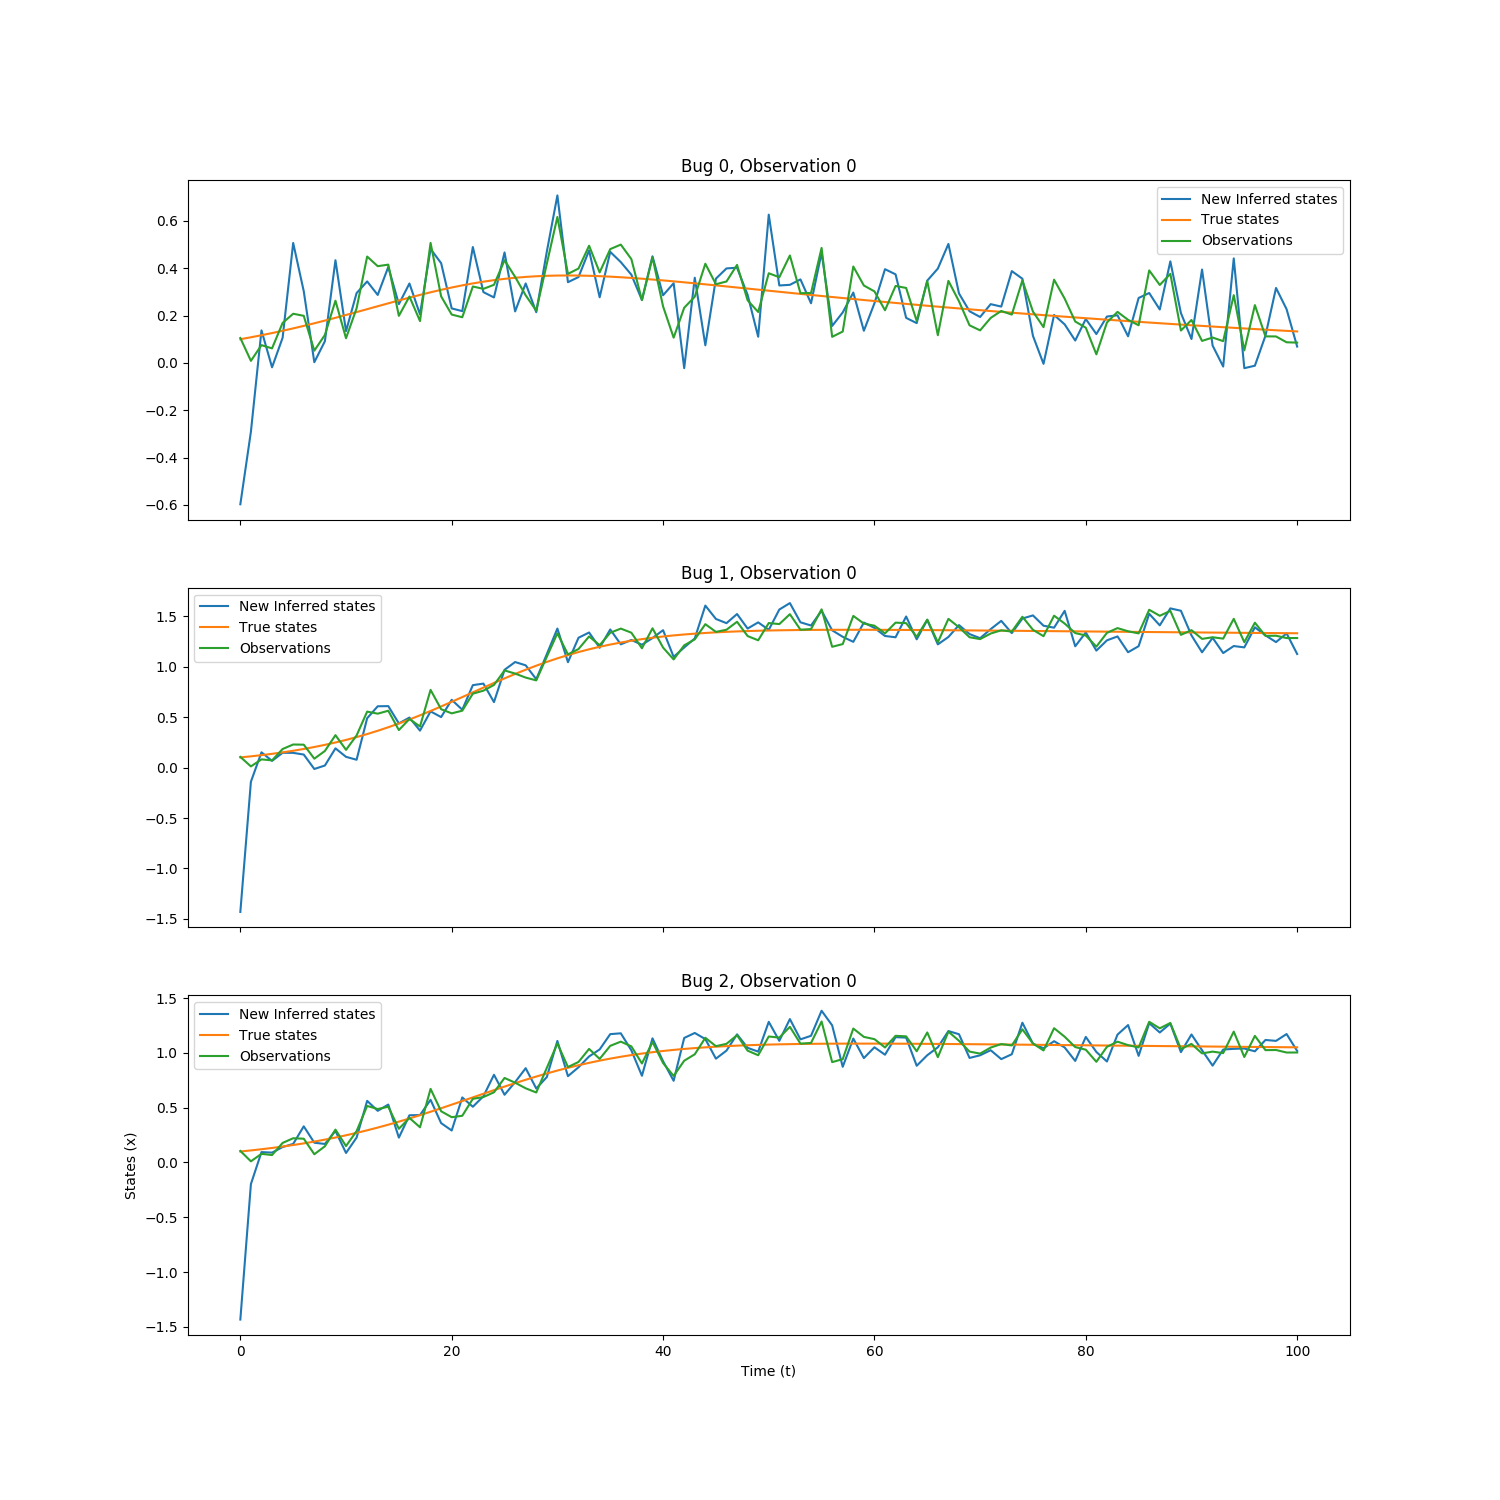 Bug 0, Observation 0
0.6
0.4
0.2
0.0
−0.2
−0.4
−0.6
New Inferred states
True states
Observations
Bug 1, Observation 0
1.5
1.0
0.5
0.0
−0.5
−1.0
−1.5
New Inferred states
True states
Observations
Bug 2, Observation 0
1.5
1.0
0.5
0.0
−0.5
−1.0
−1.5
New Inferred states
True states
Observations
States (x)
0 20 40 60 80 100
Time (t)